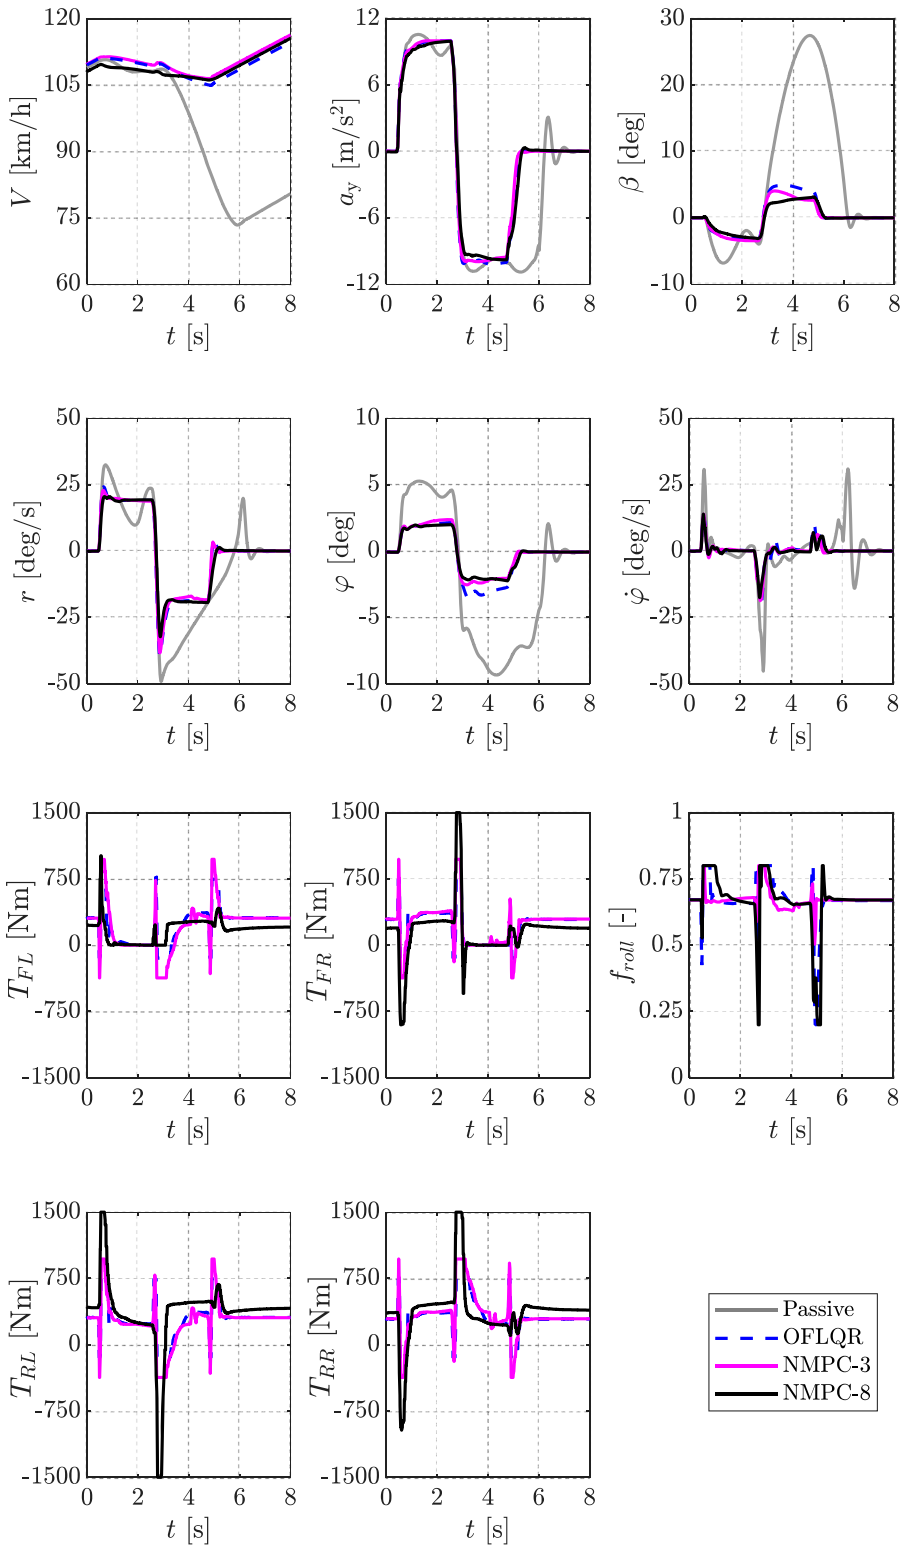 120
105
90
75
60
V [km/h]
0 2 4 6 8
t [s]
12
6
0
-6
-12
a_y [m/s²]
0 2 4 6 8
t [s]
30
20
10
0
-10
β [deg]
0 2 4 6 8
t [s]
50
25
0
-25
-50
r [deg/s]
0 2 4 6 8
t [s]
10
5
0
-5
-10
φ [deg]
0 2 4 6 8
t [s]
50
25
0
-25
-50
φ̇ [deg/s]
0 2 4 6 8
t [s]
1500
750
0
-750
-1500
T_FL [Nm]
0 2 4 6 8
t [s]
1500
750
0
-750
-1500
T_FR [Nm]
0 2 4 6 8
t [s]
1
0.75
0.5
0.25
0
f_roll [-]
0 2 4 6 8
t [s]
1500
750
0
-750
-1500
T_RL [Nm]
0 2 4 6 8
t [s]
1500
750
0
-750
-1500
T_RR [Nm]
0 2 4 6 8
t [s]
Passive
OFLQR
NMPC-3
NMPC-8